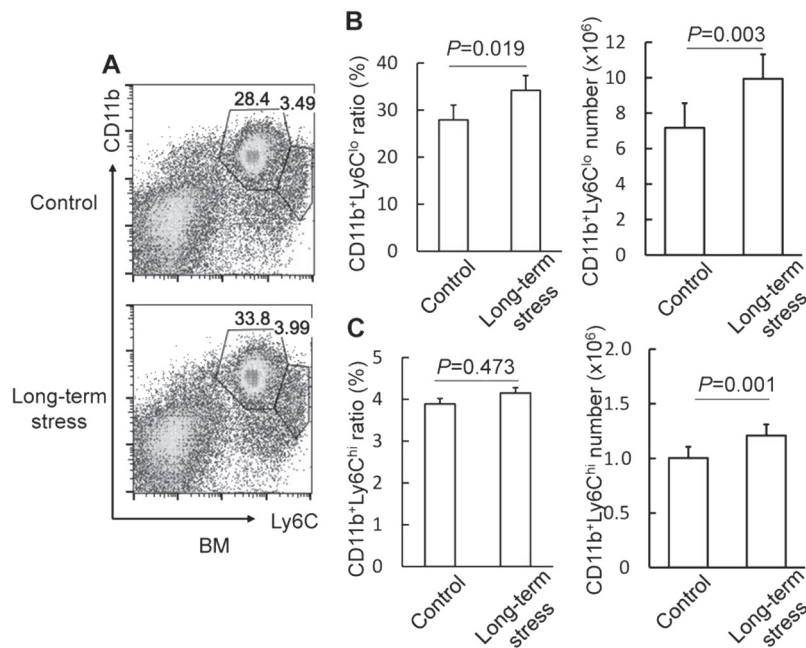 A
CD11b
28.4 3.49
Control
33.8 3.99
Long-term
stress
Ly6C
BM
B
CD11b⁺Ly6Cˡᵒ ratio (%)
40
30
20
10
0
P=0.019
Control
Long-term
stress
CD11b⁺Ly6Cˡᵒ number (x10⁶)
12
10
8
6
4
2
0
P=0.003
Control
Long-term
stress
C
CD11b⁺Ly6Cʰⁱ ratio (%)
5
4
3
2
1
0
P=0.473
Control
Long-term
stress
CD11b⁺Ly6Cʰⁱ number (x10⁶)
2.0
1.5
1.0
0.5
0
P=0.001
Control
Long-term
stress